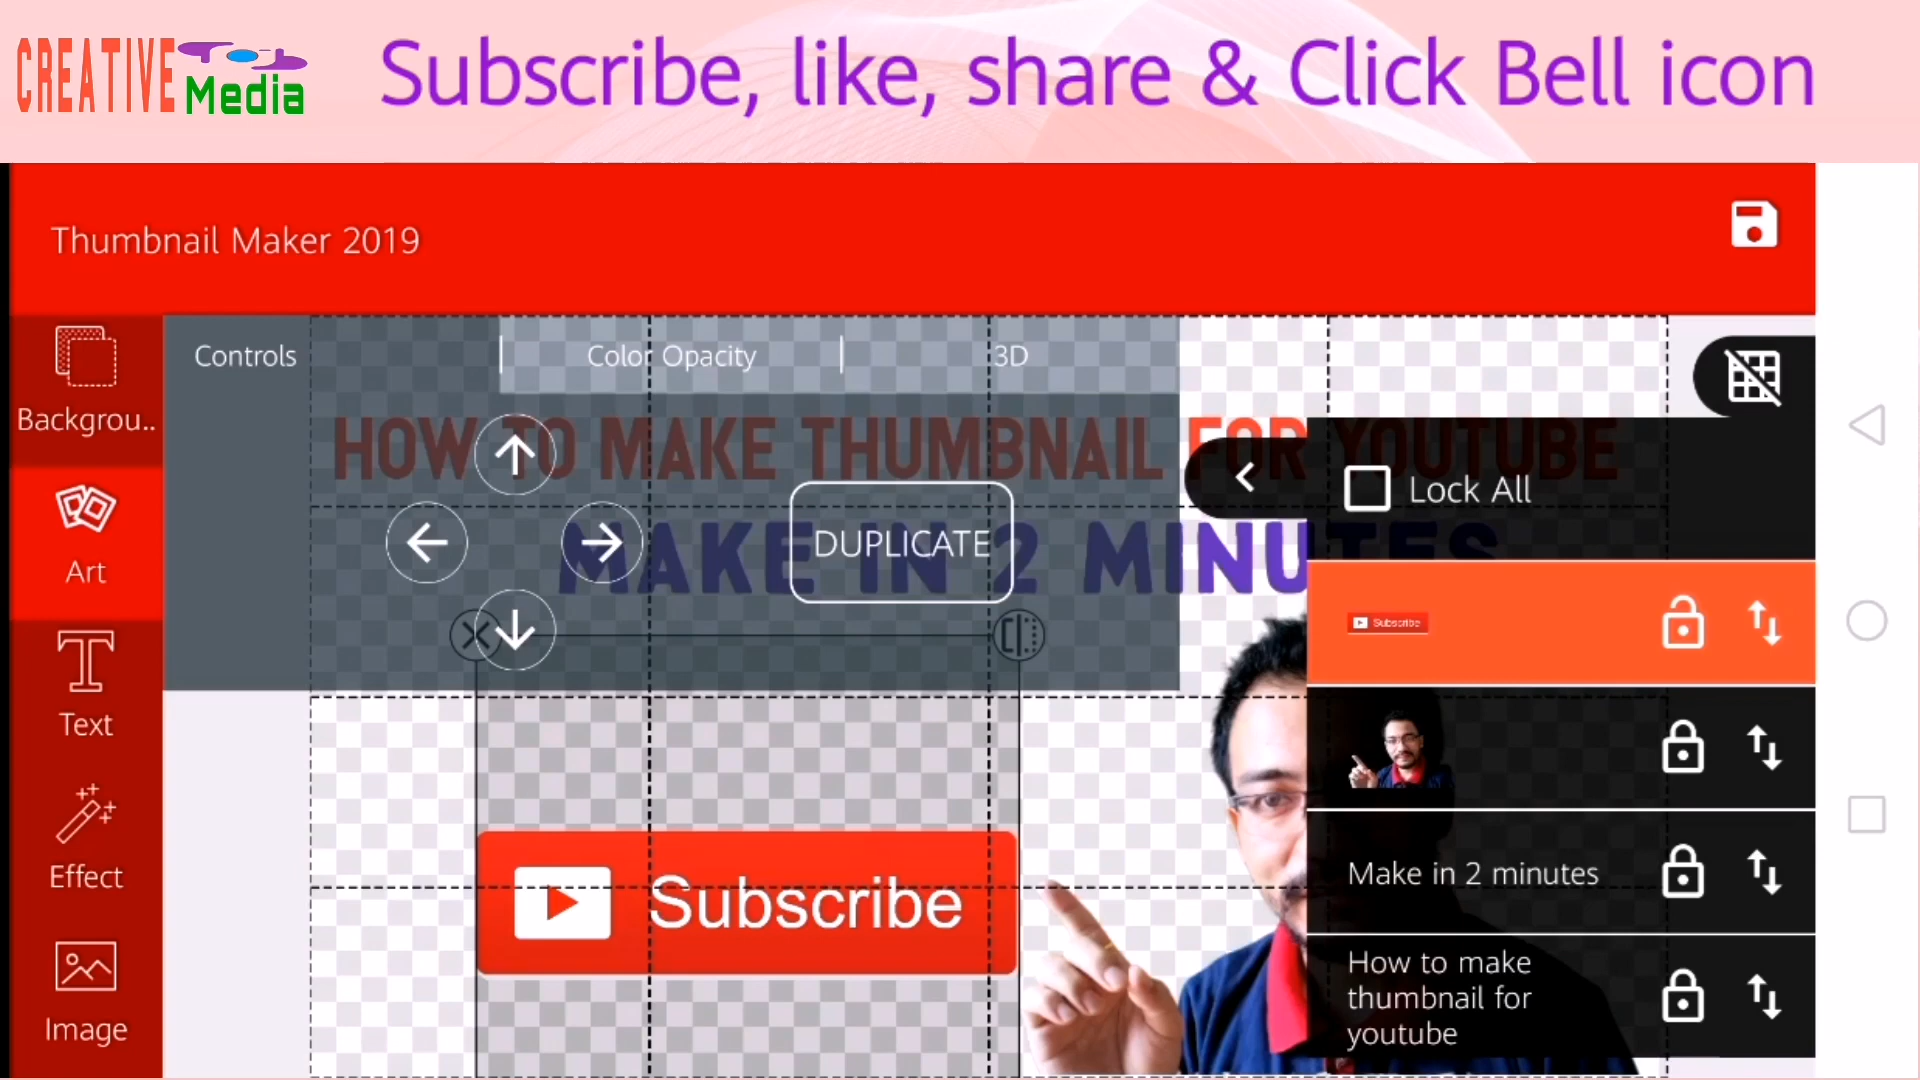 CREATIVE Tob Media
Subscribe, like, share & Click Bell icon
Thumbnail Maker 2019
Backgrou..
Art
Text
Effect
Image
Controls
Color Opacity
3D
HOW TO MAKE THUMBNAIL FOR YOUTUBE
MAKE IN 2 MINUTES
DUPLICATE
Lock All
Subscribe
Make in 2 minutes
How to make
thumbnail for
youtube
Subscribe